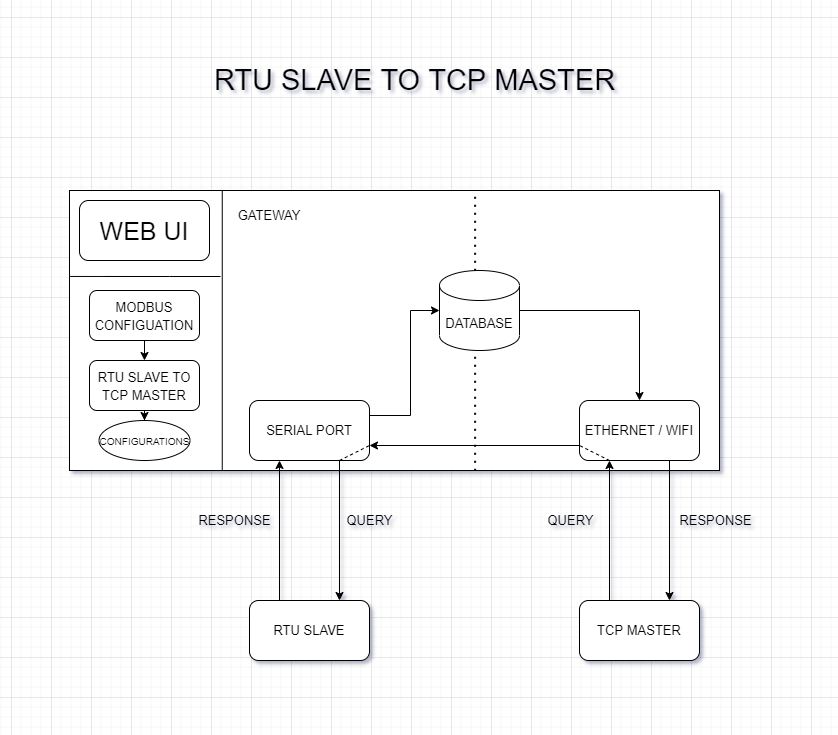 RTU SLAVE TO TCP MASTER
WEB UI
GATEWAY
MODBUS
CONFIGUATION
RTU SLAVE TO
TCP MASTER
CONFIGURATIONS
DATABASE
SERIAL PORT
ETHERNET / WIFI
RESPONSE
QUERY
QUERY
RESPONSE
RTU SLAVE
TCP MASTER